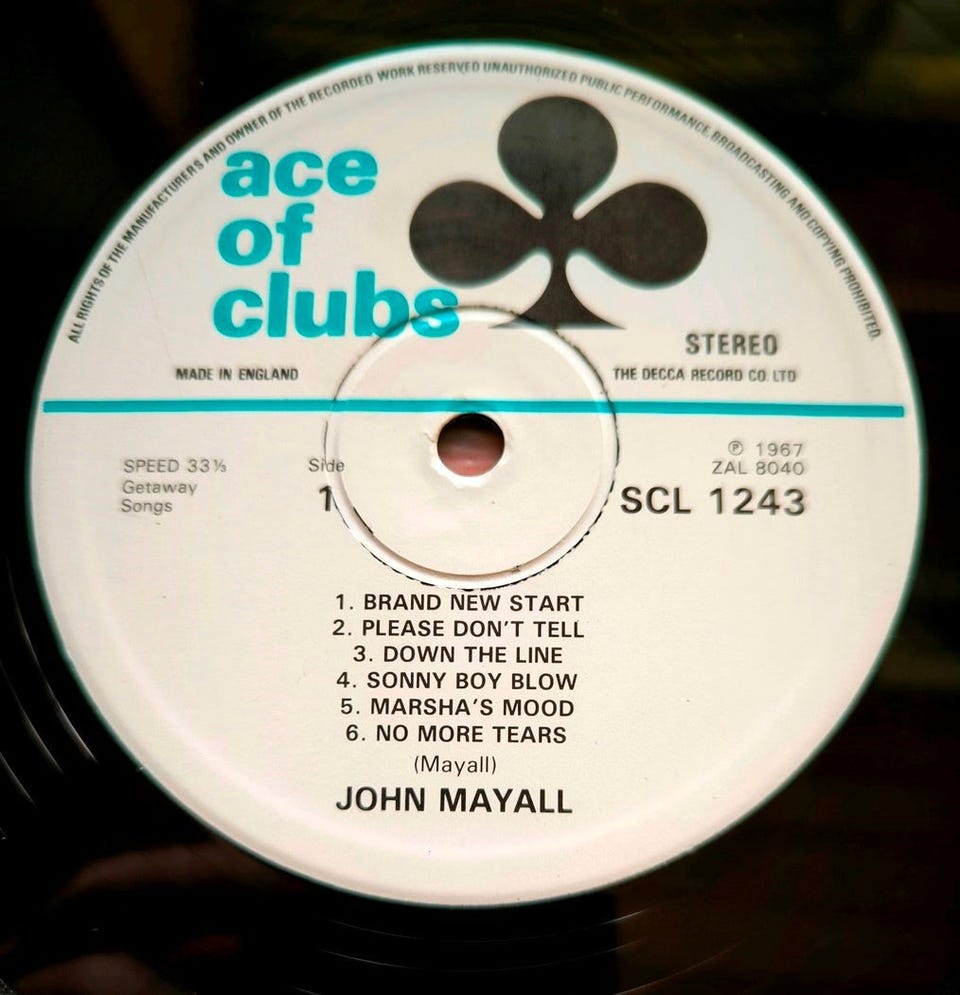 ALL RIGHTS OF THE MANUFACTURERS AND OWNER OF THE RECORDED WORK RESERVED UNAUTHORIZED PUBLIC PERFORMANCE, BROADCASTING AND COPYING PROHIBITED.
ace
of
clubs
STEREO
MADE IN ENGLAND
THE DECCA RECORD CO. LTD
SPEED 33⅓
Getaway
Songs
Side
1
℗ 1967
ZAL 8040
SCL 1243
1. BRAND NEW START
2. PLEASE DON'T TELL
3. DOWN THE LINE
4. SONNY BOY BLOW
5. MARSHA'S MOOD
6. NO MORE TEARS
(Mayall)
JOHN MAYALL